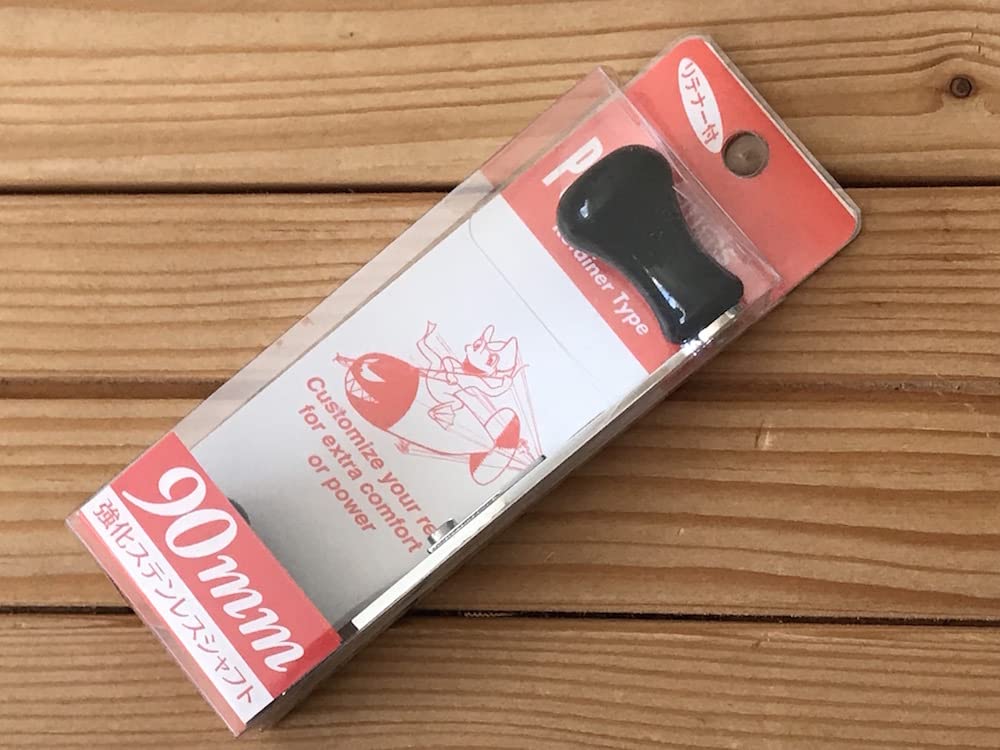 リテナー付
P
Retainer Type
Customize your re
for extra comfort
or power
90mm
強化ステンレスシャフト